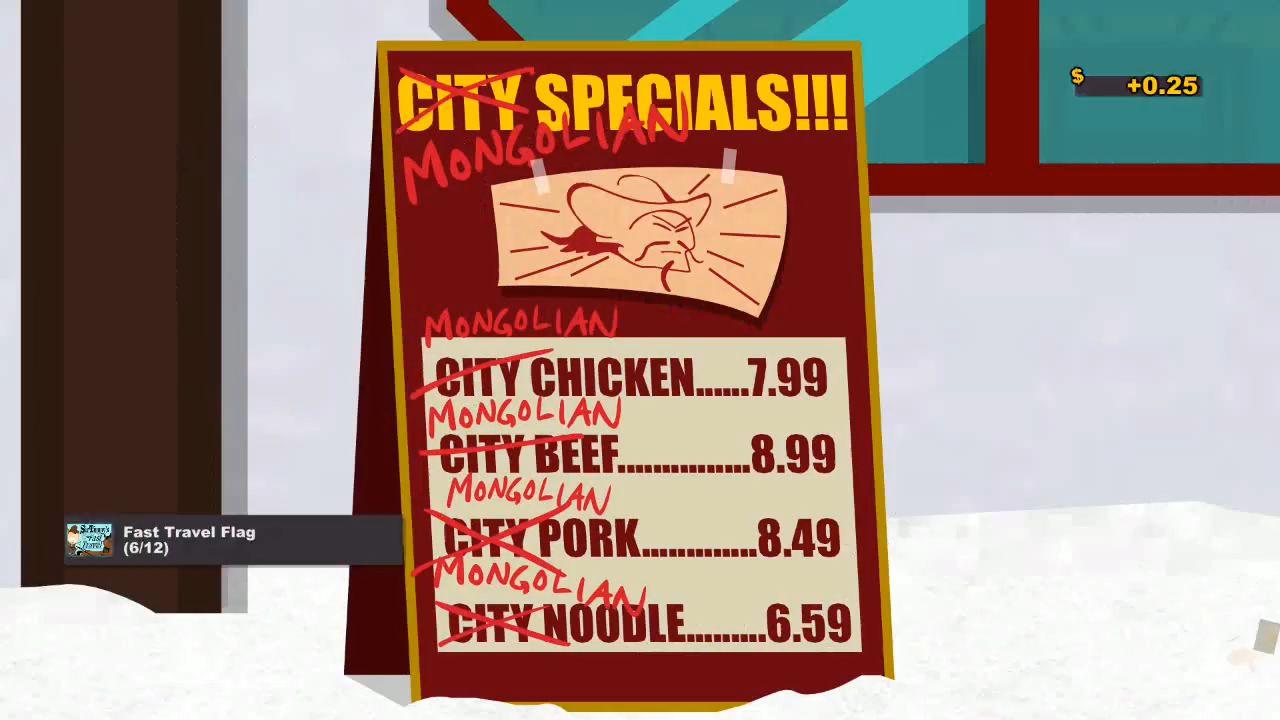 CITY SPECIALS!!!
MONGOLIAN
$ +0.25
MONGOLIAN
CITY CHICKEN......7.99
MONGOLIAN
CITY BEEF...............8.99
MONGOLIAN
CITY PORK.............8.49
MONGOLIAN
CITY NOODLE.........6.59
Fast Travel Flag
(6/12)